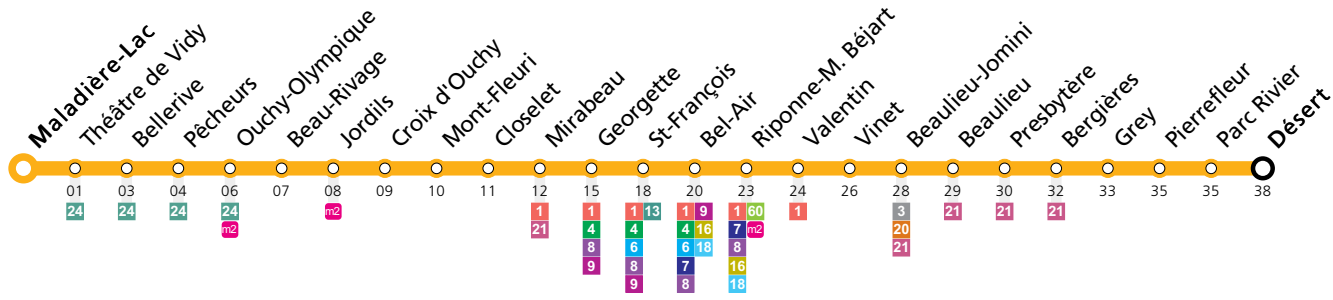 Maladière-Lac
Théâtre de Vidy
Bellerive
Pêcheurs
Ouchy-Olympique
Beau-Rivage
Jordils
Croix d'Ouchy
Mont-Fleuri
Closelet
Mirabeau
Georgette
St-François
Bel-Air
Riponne-M. Béjart
Valentin
Vinet
Beaulieu-Jomini
Beaulieu
Presbytère
Bergières
Grey
Pierrefleur
Parc Rivier
Désert
01 03 04 06 07 08 09 10 11 12 15 18 20 23 24 26 28 29 30 32 33 35 35 38
24 24 24 24 m2 1 1 1 13 1 9 1 60 1 3 21 21 21
m2 21 4 4 4 16 7 m2 20
8 6 6 18 8 21
9 8 7 16
9 8 18